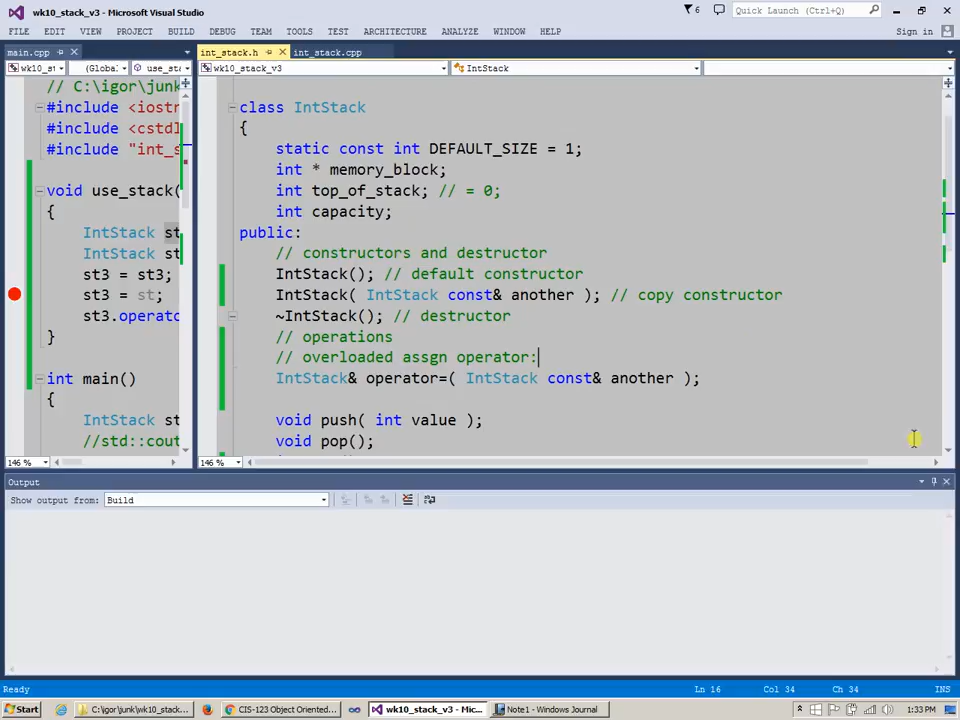 wk10_stack_v3 - Microsoft Visual Studio
6
Quick Launch (Ctrl+Q)
FILE EDIT VIEW PROJECT BUILD DEBUG TEAM TOOLS TEST ARCHITECTURE ANALYZE WINDOW HELP
Sign in
main.cpp
int_stack.h
int_stack.cpp
wk10_st
(Globa
use_sta
wk10_stack_v3
IntStack
// C:\igor\junk
#include <iostr
#include <cstdl
#include "int_s
void use_stack(
{
IntStack st
IntStack st
st3 = st3;
st3 = st;
st3.operato
}
int main()
{
IntStack st
//std::cout
146 %
class IntStack
{
static const int DEFAULT_SIZE = 1;
int * memory_block;
int top_of_stack; // = 0;
int capacity;
public:
// constructors and destructor
IntStack(); // default constructor
IntStack( IntStack const& another ); // copy constructor
~IntStack(); // destructor
// operations
// overloaded assgn operator:
IntStack& operator=( IntStack const& another );
void push( int value );
void pop();
146 %
Output
Show output from: Build
Ready
Ln 16
Col 34
Ch 34
INS
Start
C:\igor\junk\wk10_stack...
CIS-123 Object Oriented...
wk10_stack_v3 - Mic...
Note1 - Windows Journal
1:33 PM